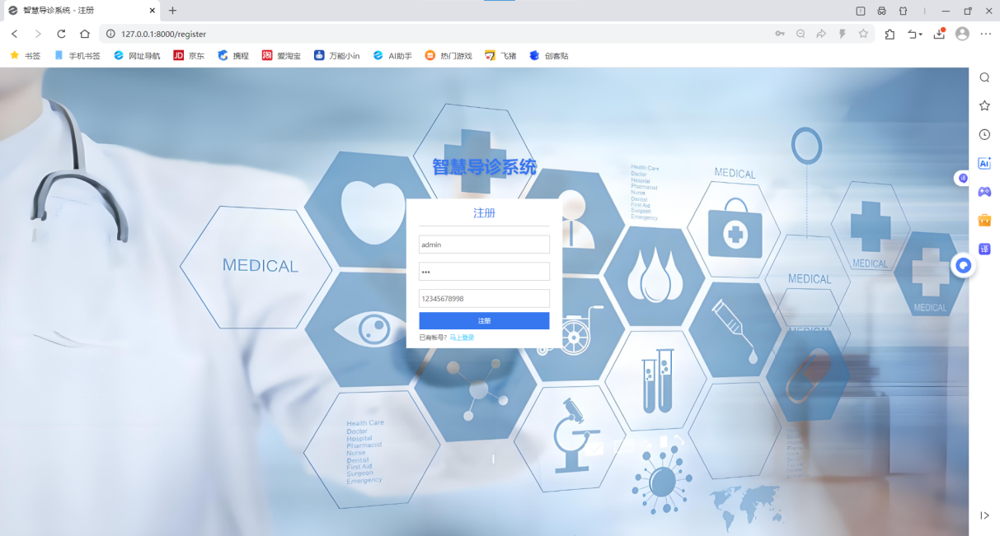 智慧导诊系统 - 注册
127.0.0.1:8000/register
书签 手机书签 网址导航 JD 京东 携程 淘 爱淘宝 万能小in AI助手 热门游戏 飞猪 创客贴
智慧导诊系统
注册
admin
•••
12345678998
注册
已有帐号? 马上登录
MEDICAL
Health Care
Doctor
Hospital
Pharmacist
Nurse
Dentist
First Aid
Surgeon
Emergency
MEDICAL
MEDICAL
MEDICAL
MEDICAL
MEDICAL
Health Care
Doctor
Hospital
Pharmacist
Nurse
Dentist
First Aid
Surgeon
Emergency
AI
译
译